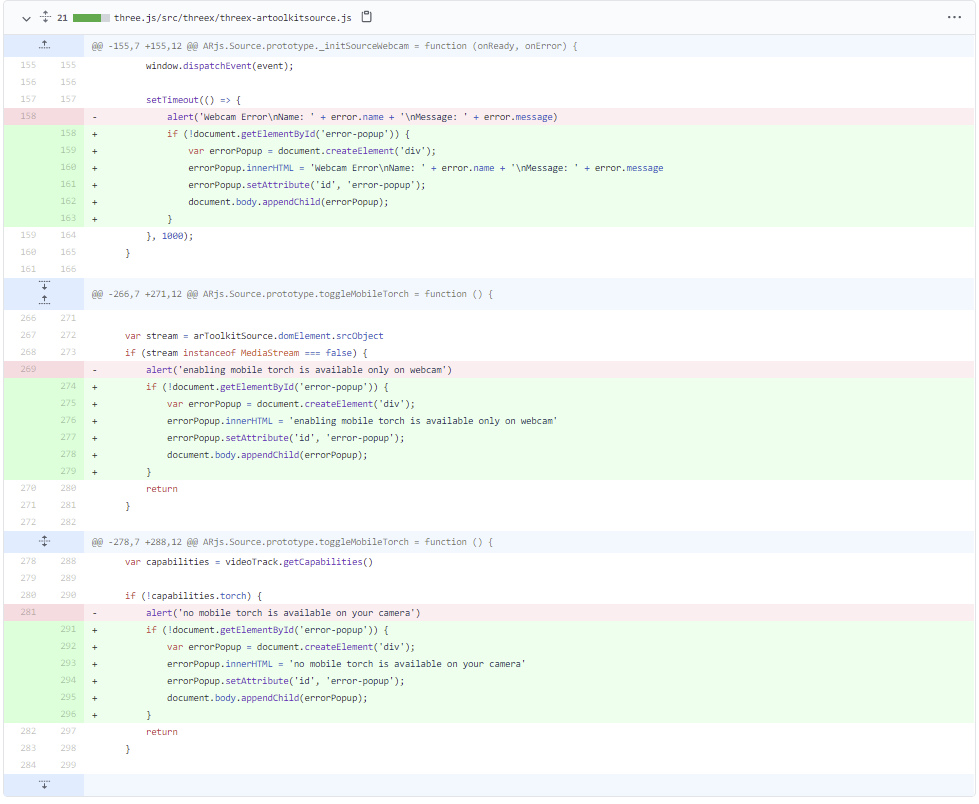 21 three.js/src/threex/threex-artoolkitsource.js
@@ -155,7 +155,12 @@ ARjs.Source.prototype._initSourceWebcam = function (onReady, onError) {
155 155 window.dispatchEvent(event);
156 156
157 157 setTimeout(() => {
158 - alert('Webcam Error\nName: ' + error.name + '\nMessage: ' + error.message)
158 + if (!document.getElementById('error-popup')) {
159 + var errorPopup = document.createElement('div');
160 + errorPopup.innerHTML = 'Webcam Error\nName: ' + error.name + '\nMessage: ' + error.message
161 + errorPopup.setAttribute('id', 'error-popup');
162 + document.body.appendChild(errorPopup);
163 + }
159 164 }, 1000);
160 165 }
161 166
@@ -266,7 +271,12 @@ ARjs.Source.prototype.toggleMobileTorch = function () {
266 271
267 272 var stream = arToolkitSource.domElement.srcObject
268 273 if (stream instanceof MediaStream === false) {
269 - alert('enabling mobile torch is available only on webcam')
274 + if (!document.getElementById('error-popup')) {
275 + var errorPopup = document.createElement('div');
276 + errorPopup.innerHTML = 'enabling mobile torch is available only on webcam'
277 + errorPopup.setAttribute('id', 'error-popup');
278 + document.body.appendChild(errorPopup);
279 + }
270 280 return
271 281 }
272 282
@@ -278,7 +288,12 @@ ARjs.Source.prototype.toggleMobileTorch = function () {
278 288 var capabilities = videoTrack.getCapabilities()
279 289
280 290 if (!capabilities.torch) {
281 - alert('no mobile torch is available on your camera')
291 + if (!document.getElementById('error-popup')) {
292 + var errorPopup = document.createElement('div');
293 + errorPopup.innerHTML = 'no mobile torch is available on your camera'
294 + errorPopup.setAttribute('id', 'error-popup');
295 + document.body.appendChild(errorPopup);
296 + }
282 297 return
283 298 }
284 299